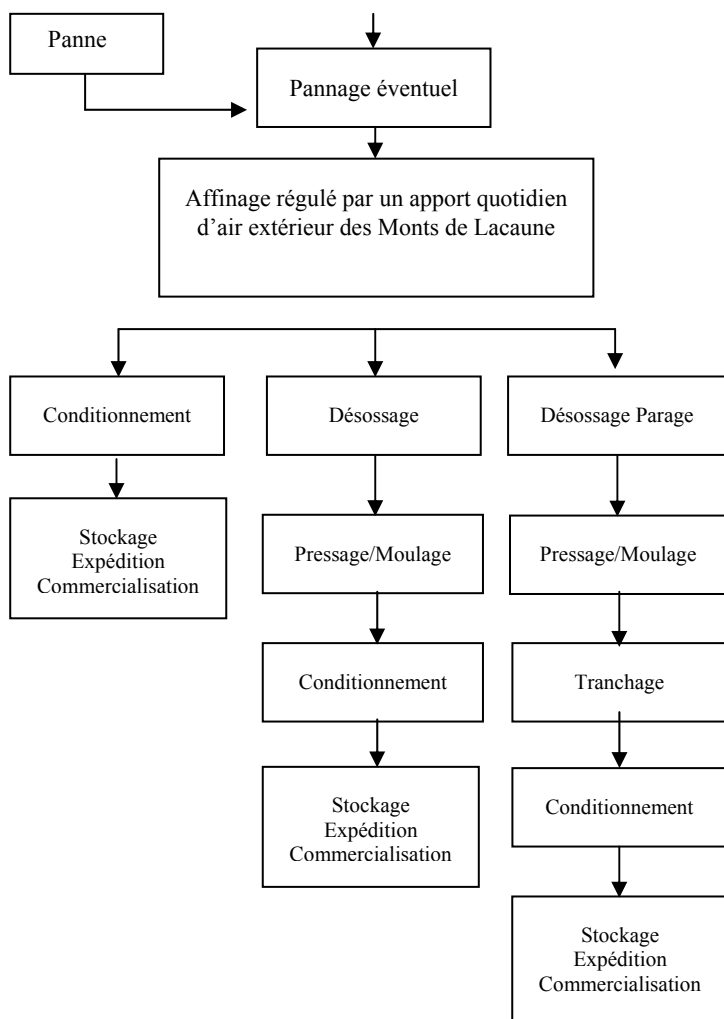 Panne
Pannage éventuel
Affinage régulé par un apport quotidien
d’air extérieur des Monts de Lacaune
Conditionnement
Stockage
Expédition
Commercialisation
Désossage
Pressage/Moulage
Conditionnement
Stockage
Expédition
Commercialisation
Désossage Parage
Pressage/Moulage
Tranchage
Conditionnement
Stockage
Expédition
Commercialisation